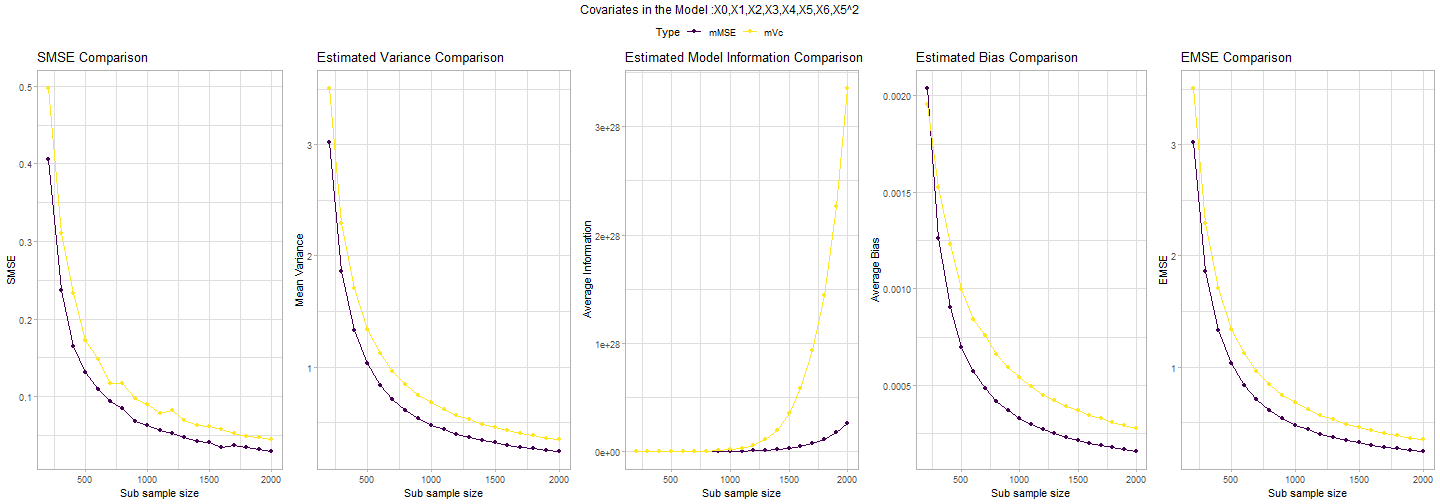 Covariates in the Model :X0,X1,X2,X3,X4,X5,X6,X5^2
Type mMSE mVc
SMSE Comparison
SMSE
0.5
0.4
0.3
0.2
0.1
500 1000 1500 2000
Sub sample size
Estimated Variance Comparison
Mean Variance
3
2
1
500 1000 1500 2000
Sub sample size
Estimated Model Information Comparison
Average Information
3e+28
2e+28
1e+28
0e+00
500 1000 1500 2000
Sub sample size
Estimated Bias Comparison
Average Bias
0.0020
0.0015
0.0010
0.0005
500 1000 1500 2000
Sub sample size
EMSE Comparison
EMSE
3
2
1
500 1000 1500 2000
Sub sample size